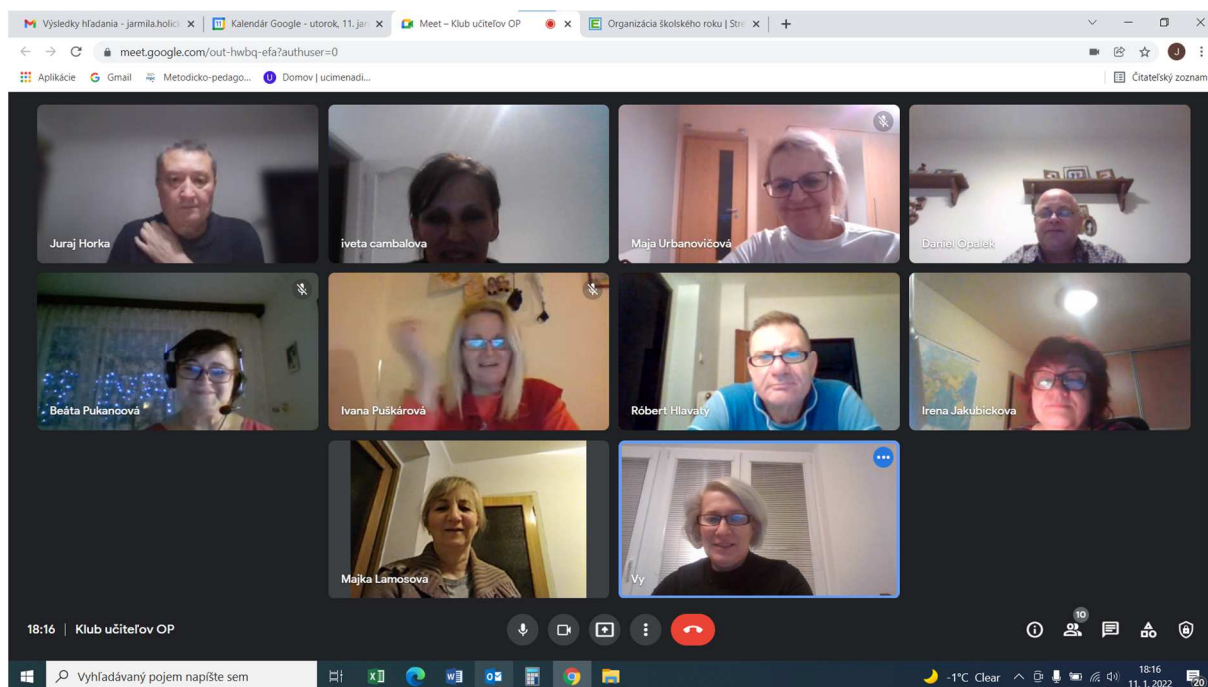 Výsledky hľadania - jarmila.holic
Kalendár Google - utorok, 11. jan
Meet – Klub učiteľov OP
Organizácia školského roku | Stre
meet.google.com/out-hwbq-efa?authuser=0
J
Aplikácie
Gmail
Metodicko-pedago...
Domov | ucimenadi...
Čitateľský zoznam
Juraj Horka
iveta cambalova
Maja Urbanovičová
Daniel Opálek
Beáta Pukancová
Ivana Puškárová
Róbert Hlavatý
Irena Jakubickova
Majka Lamosova
Vy
18:16 | Klub učiteľov OP
10
Vyhľadávaný pojem napíšte sem
-1°C Clear
18:16
11. 1. 2022
20